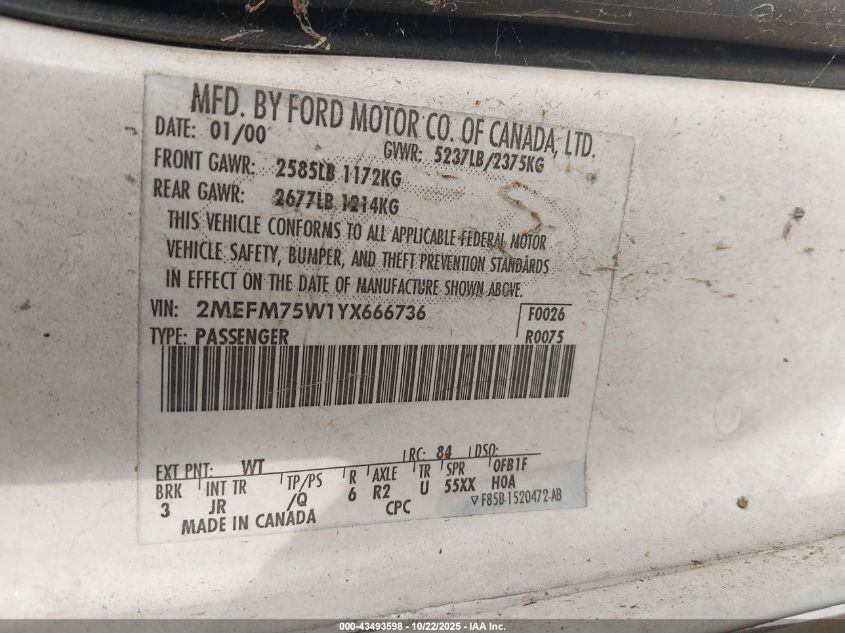 MFD. BY FORD MOTOR CO. OF CANADA, LTD.
DATE: 01/00 GVWR: 5237LB/2375KG
FRONT GAWR: 2585LB 1172KG
REAR GAWR: 2677LB 1214KG
THIS VEHICLE CONFORMS TO ALL APPLICABLE FEDERAL MOTOR
VEHICLE SAFETY, BUMPER, AND THEFT PREVENTION STANDARDS
IN EFFECT ON THE DATE OF MANUFACTURE SHOWN ABOVE.
VIN: 2MEFM75W1YX666736 F0026
TYPE: PASSENGER R0075
EXT PNT: WT RC: 84 DSO:
BRK INT TR TP/PS R AXLE TR SPR 0FB1F
3 JR /Q 6 R2 U 55XX HOA
CPC ▽F85B-1520472-AB
MADE IN CANADA
000-43493598 - 10/22/2025 - IAA Inc.